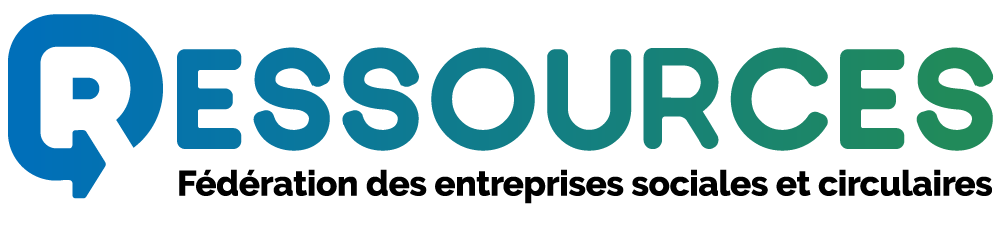 RESSOURCES
Fédération des entreprises sociales et circulaires